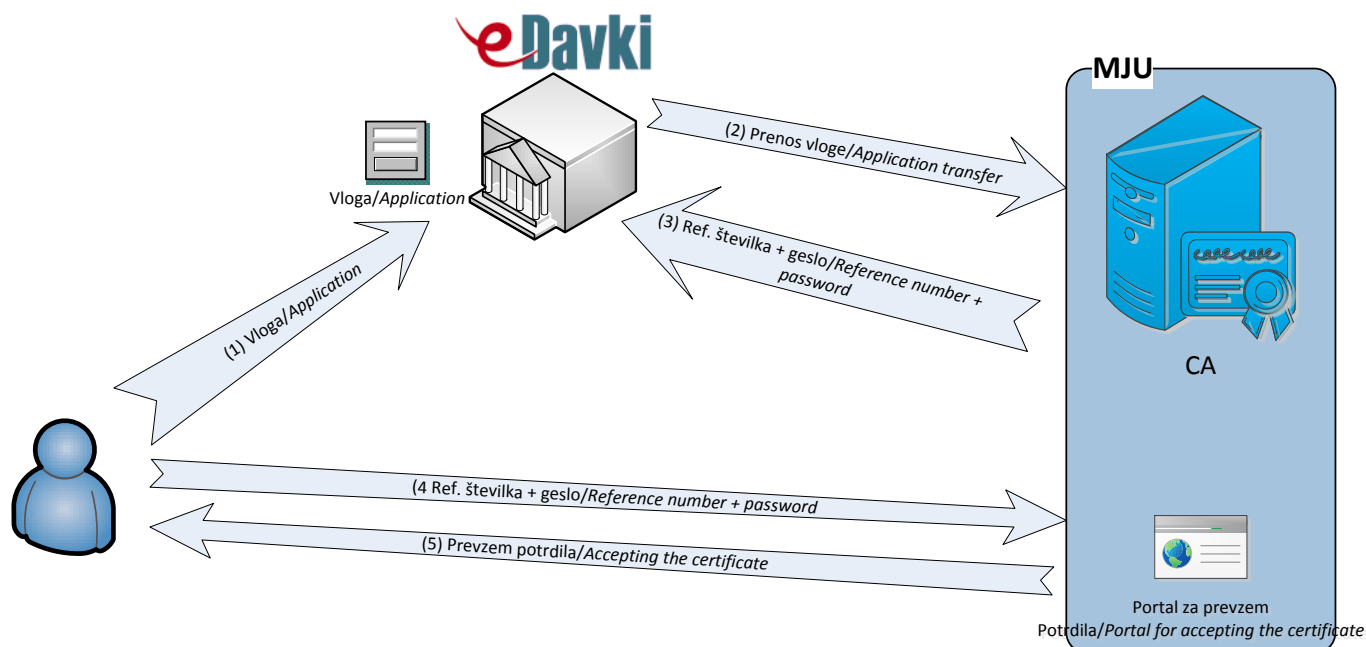 eDavki
MJU
(2) Prenos vloge/Application transfer
Vloga/Application
(3) Ref. številka + geslo/Reference number +
password
(1) Vloga/Application
CA
(4 Ref. številka + geslo/Reference number + password
(5) Prevzem potrdila/Accepting the certificate
Portal za prevzem
Potrdila/Portal for accepting the certificate